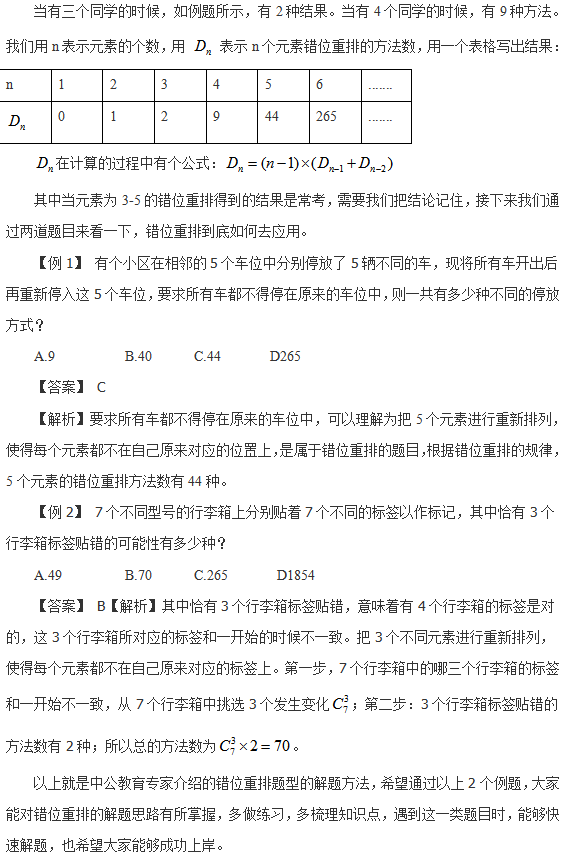 当有三个同学的时候，如例题所示，有 2 种结果。当有 4 个同学的时候，有 9 种方法。
我们用 n 表示元素的个数，用 Dₙ 表示 n 个元素错位重排的方法数，用一个表格写出结果：
n 1 2 3 4 5 6 ……
Dₙ 0 1 2 9 44 265 ……
Dₙ 在计算的过程中有个公式：Dₙ = (n−1)×(Dₙ₋₁ + Dₙ₋₂)
其中当元素为 3-5 的错位重排得到的结果是常考，需要我们把结论记住，接下来我们通
过两道题目来看一下，错位重排到底如何去应用。
【例 1】 有个小区在相邻的 5 个车位中分别停放了 5 辆不同的车，现将所有车开出后
再重新停入这 5 个车位，要求所有车都不得停在原来的车位中，则一共有多少种不同的停放
方式？
A.9 B.40 C.44 D265
【答案】 C
【解析】要求所有车都不得停在原来的车位中，可以理解为把 5 个元素进行重新排列，
使得每个元素都不在自己原来对应的位置上，是属于错位重排的题目，根据错位重排的规律，
5 个元素的错位重排方法数有 44 种。
【例 2】 7 个不同型号的行李箱上分别贴着 7 个不同的标签以作标记，其中恰有 3 个
行李箱标签贴错的可能性有多少种？
A.49 B.70 C.265 D1854
【答案】 B【解析】其中恰有 3 个行李箱标签贴错，意味着有 4 个行李箱的标签是对
的，这 3 个行李箱所对应的标签和一开始的时候不一致。把 3 个不同元素进行重新排列，
使得每个元素都不在自己原来对应的标签上。第一步，7 个行李箱中的哪三个行李箱的标签
和一开始不一致，从 7 个行李箱中挑选 3 个发生变化 C₇³；第二步：3 个行李箱标签贴错的
方法数有 2 种；所以总的方法数为 C₇³×2=70。
以上就是中公教育专家介绍的错位重排题型的解题方法，希望通过以上 2 个例题，大家
能对错位重排的解题思路有所掌握，多做练习，多梳理知识点，遇到这一类题目时，能够快
速解题，也希望大家能够成功上岸。